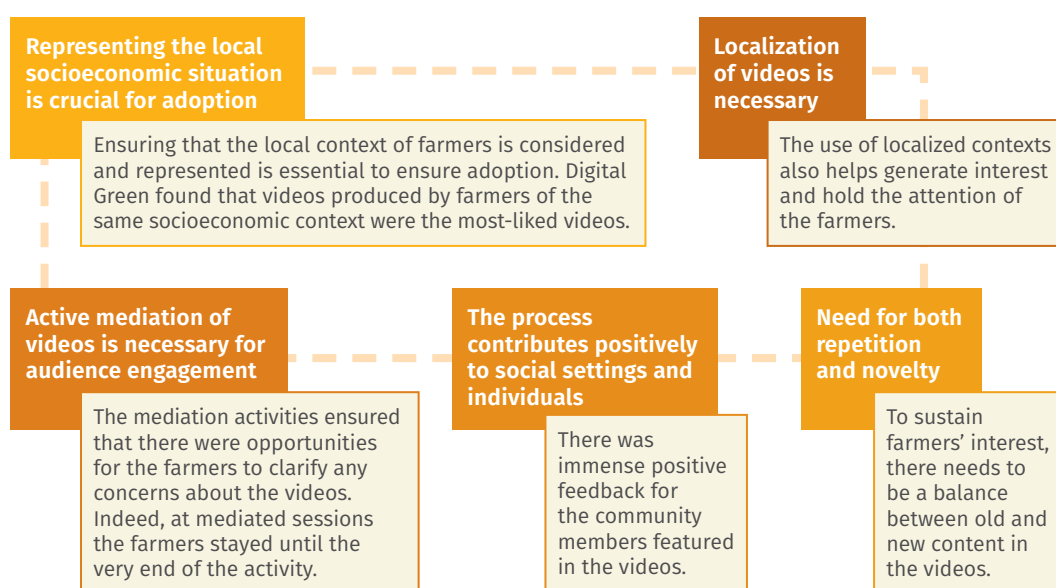 Representing the local
socioeconomic situation
is crucial for adoption
Ensuring that the local context of farmers is considered
and represented is essential to ensure adoption. Digital
Green found that videos produced by farmers of the
same socioeconomic context were the most-liked videos.
Localization
of videos is
necessary
The use of localized contexts
also helps generate interest
and hold the attention of
the farmers.
Active mediation of
videos is necessary for
audience engagement
The mediation activities ensured
that there were opportunities
for the farmers to clarify any
concerns about the videos.
Indeed, at mediated sessions
the farmers stayed until the
very end of the activity.
The process
contributes positively
to social settings and
individuals
There was
immense positive
feedback for
the community
members featured
in the videos.
Need for both
repetition
and novelty
To sustain
farmers’ interest,
there needs to
be a balance
between old and
new content in
the videos.